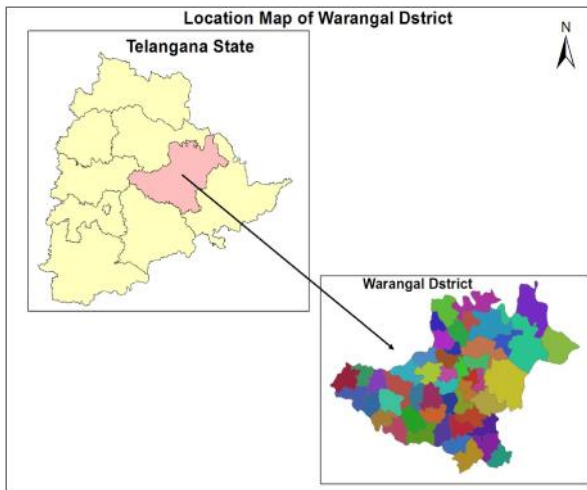 Location Map of Warangal Dstrict
N
Telangana State
Warangal Dstrict